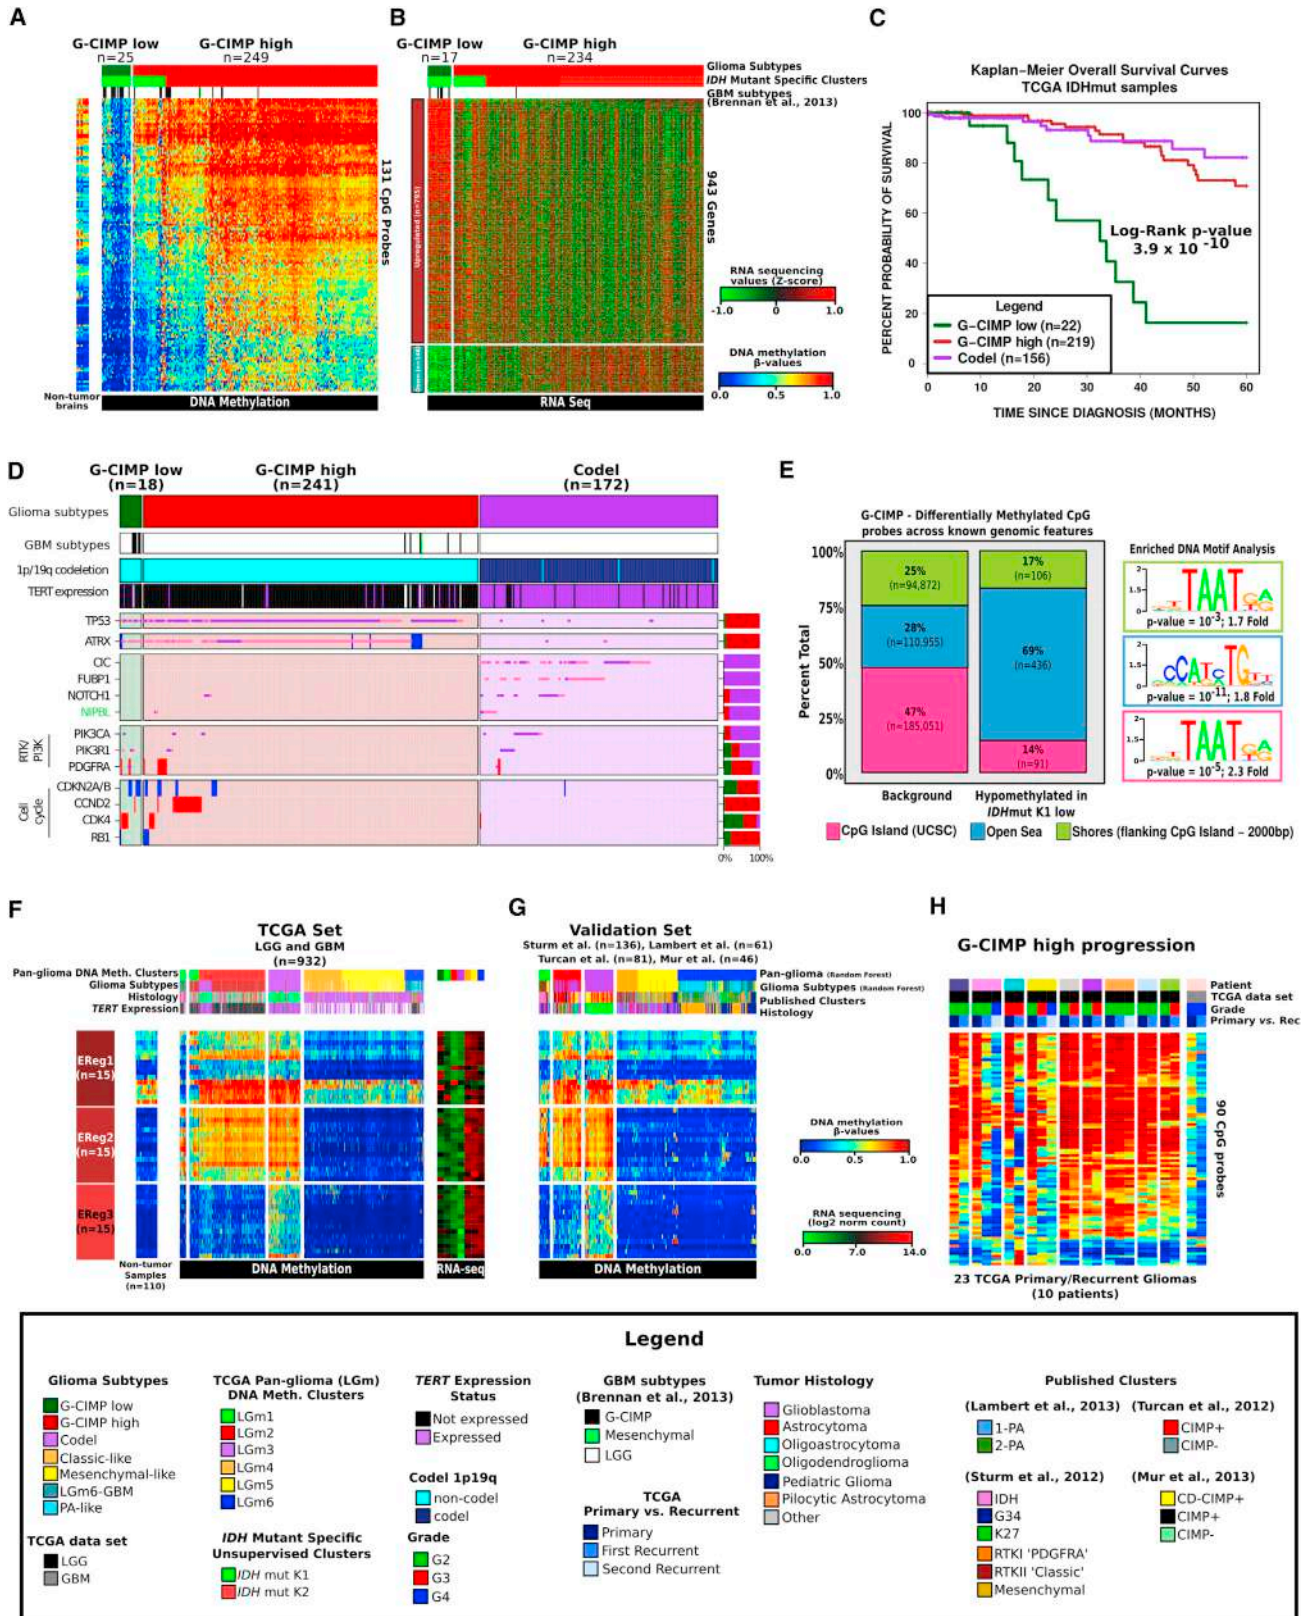 A
G-CIMP low
n=25
G-CIMP high
n=249
131 CpG Probes
Non-tumor
brains
DNA Methylation
B
G-CIMP low
n=17
G-CIMP high
n=234
Glioma Subtypes
IDH Mutant Specific Clusters
GBM subtypes
(Brennan et al., 2013)
Upregulated (n=765)
943 Genes
RNA Seq
RNA sequencing
values (Z-score)
-1.0 0 1.0
DNA methylation
β-values
0.0 0.5 1.0
C
Kaplan-Meier Overall Survival Curves
TCGA IDHmut samples
PERCENT PROBABILITY OF SURVIVAL
100
80
60
40
20
0
Log-Rank p-value
3.9 x 10 -10
Legend
G-CIMP low (n=22)
G-CIMP high (n=219)
Codel (n=156)
0 10 20 30 40 50 60
TIME SINCE DIAGNOSIS (MONTHS)
D
G-CIMP low
(n=18)
G-CIMP high
(n=241)
Codel
(n=172)
Glioma subtypes
GBM subtypes
1p/19q codeletion
TERT expression
TP53
ATRX
CIC
FUBP1
NOTCH1
NIPBL
RTK/
PI3K
PIK3CA
PIK3R1
PDGFRA
Cell
cycle
CDKN2A/B
CCND2
CDK4
RB1
0% 100%
E
G-CIMP - Differentially Methylated CpG
probes across known genomic features
Percent Total
100%
75%
50%
25%
0%
25%
(n=94,872)
28%
(n=110,955)
47%
(n=185,051)
17%
(n=106)
69%
(n=436)
14%
(n=91)
Background
Hypomethylated in
IDHmut K1 low
CpG Island (UCSC)
Open Sea
Shores (flanking CpG Island - 2000bp)
Enriched DNA Motif Analysis
p-value = 10-3; 1.7 Fold
p-value = 10-11; 1.8 Fold
p-value = 10-5; 2.3 Fold
F
TCGA Set
LGG and GBM
(n=932)
Pan-glioma DNA Meth. Clusters
Glioma Subtypes
Histology
TERT Expression
EReg1
(n=15)
EReg2
(n=15)
EReg3
(n=15)
Non-tumor
Samples
(n=110)
DNA Methylation
RNA-seq
G
Validation Set
Sturm et al. (n=136), Lambert et al. (n=61)
Turcan et al. (n=81), Mur et al. (n=46)
Pan-glioma (Random Forest)
Glioma Subtypes (Random Forest)
Published Clusters
Histology
DNA Methylation
DNA methylation
β-values
0.0 0.5 1.0
RNA sequencing
(log2 norm count)
0.0 7.0 14.0
H
G-CIMP high progression
Patient
TCGA data set
Grade
Primary vs. Rec
90 CpG probes
23 TCGA Primary/Recurrent Gliomas
(10 patients)
Legend
Glioma Subtypes
G-CIMP low
G-CIMP high
Codel
Classic-like
Mesenchymal-like
LGm6-GBM
PA-like
TCGA data set
LGG
GBM
TCGA Pan-glioma (LGm)
DNA Meth. Clusters
LGm1
LGm2
LGm3
LGm4
LGm5
LGm6
IDH Mutant Specific
Unsupervised Clusters
IDH mut K1
IDH mut K2
TERT Expression
Status
Not expressed
Expressed
Codel 1p19q
non-codel
codel
Grade
G2
G3
G4
GBM subtypes
(Brennan et al., 2013)
G-CIMP
Mesenchymal
LGG
TCGA
Primary vs. Recurrent
Primary
First Recurrent
Second Recurrent
Tumor Histology
Glioblastoma
Astrocytoma
Oligoastrocytoma
Oligodendroglioma
Pediatric Glioma
Pilocytic Astrocytoma
Other
Published Clusters
(Lambert et al., 2013)
1-PA
2-PA
(Sturm et al., 2012)
IDH
G34
K27
RTKI 'PDGFRA'
RTKII 'Classic'
Mesenchymal
(Turcan et al., 2012)
CIMP+
CIMP-
(Mur et al., 2013)
CD-CIMP+
CIMP+
CIMP-